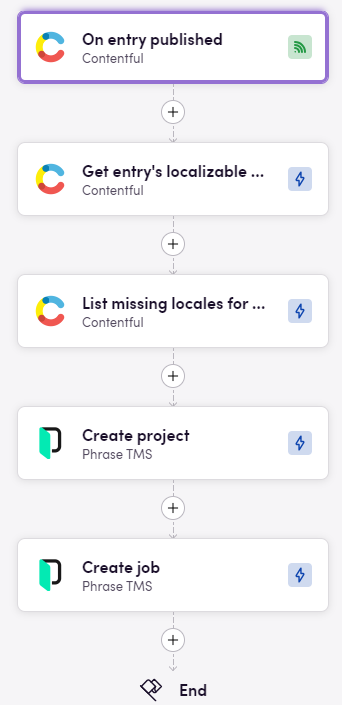 On entry published
Contentful
Get entry's localizable ...
Contentful
List missing locales for ...
Contentful
Create project
Phrase TMS
Create job
Phrase TMS
End